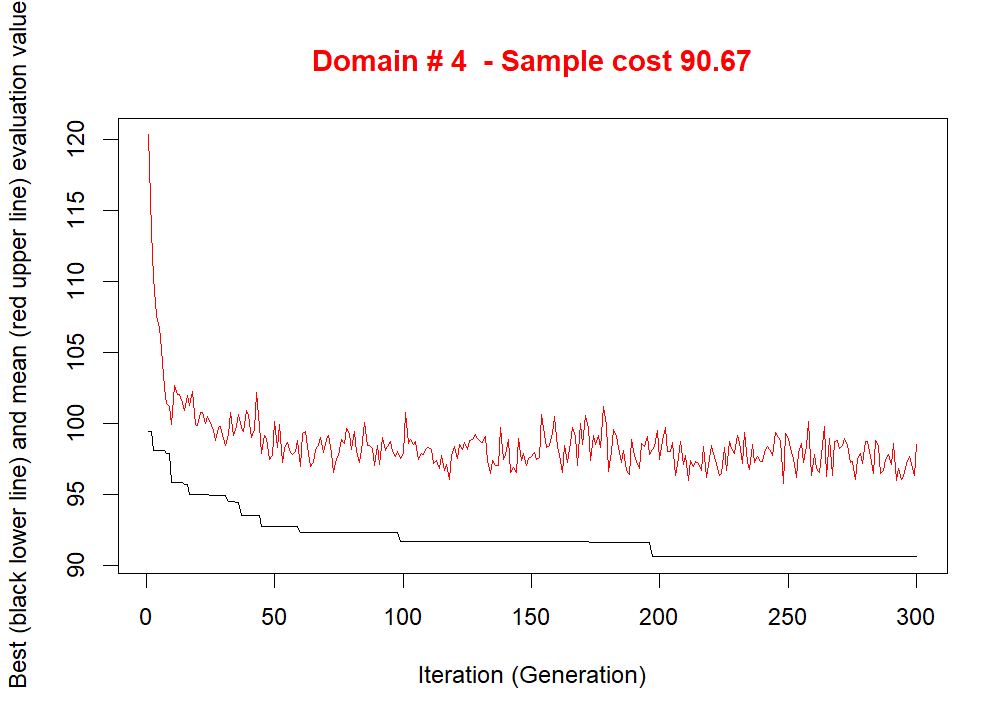 Domain # 4  - Sample cost 90.67
Best (black lower line) and mean (red upper line) evaluation value
120
115
110
105
100
95
90
0 50 100 150 200 250 300
Iteration (Generation)